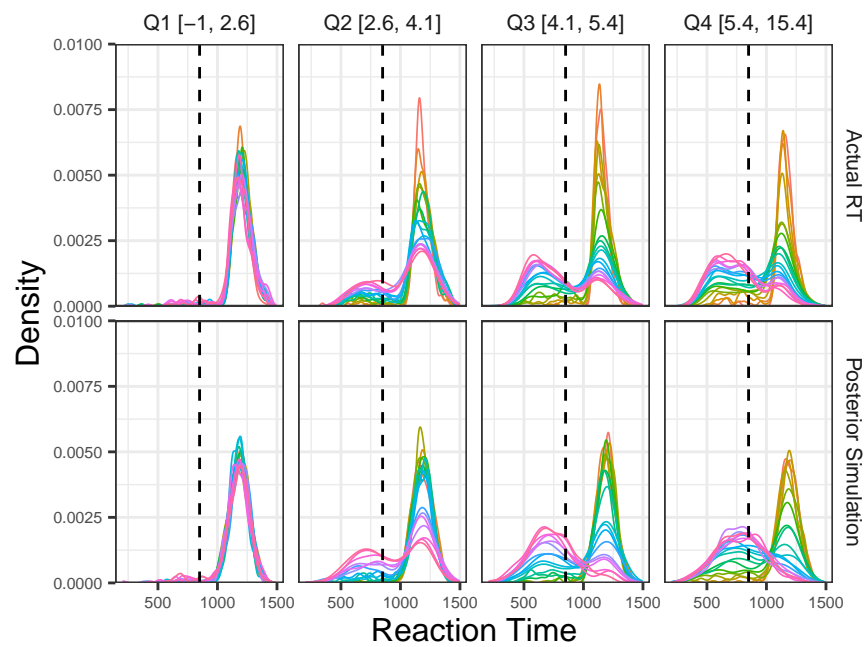 Q1 [−1, 2.6] Q2 [2.6, 4.1] Q3 [4.1, 5.4] Q4 [5.4, 15.4]
0.0100
0.0075
0.0050
0.0025
0.0000
Actual RT
Density
0.0100
0.0075
0.0050
0.0025
0.0000
Posterior Simulation
500 1000 1500 500 1000 1500 500 1000 1500 500 1000 1500
Reaction Time